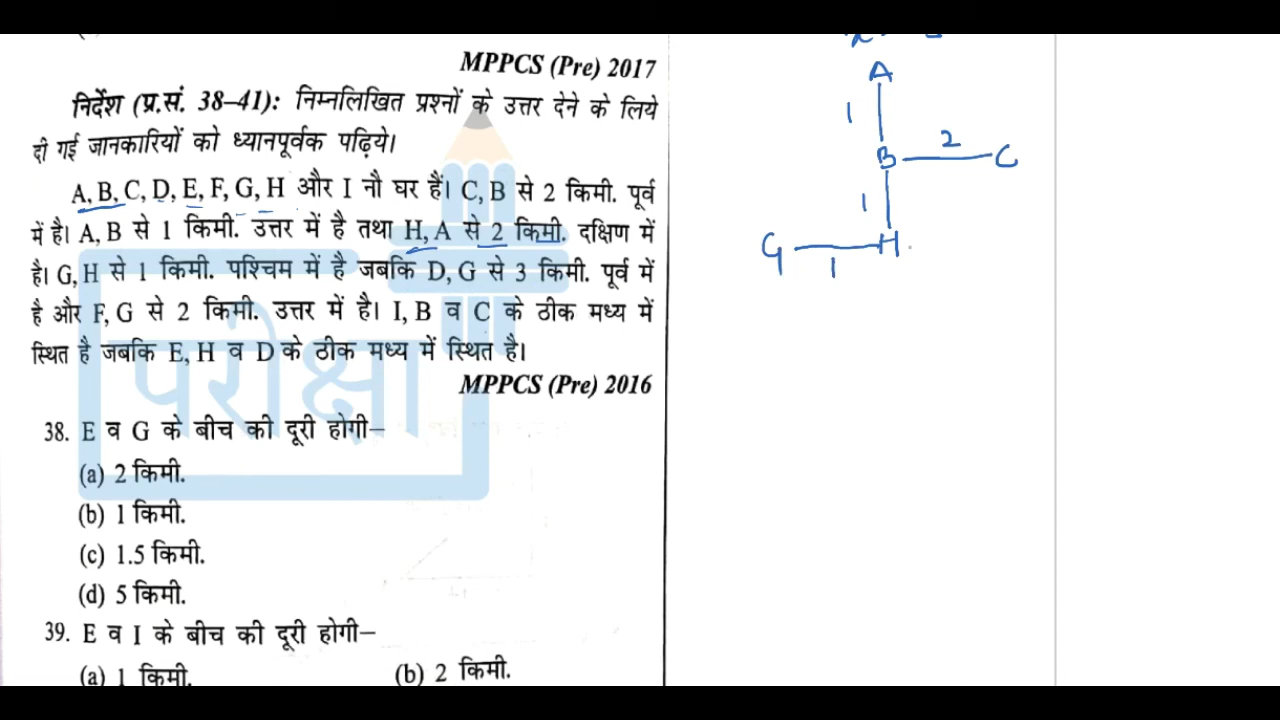 MPPCS (Pre) 2017
निर्देश (प्र.सं. 38–41): निम्नलिखित प्रश्नों के उत्तर देने के लिये
दी गई जानकारियों को ध्यानपूर्वक पढ़िये।
A, B, C, D, E, F, G, H और I नौ घर हैं। C, B से 2 किमी. पूर्व
में है। A, B से 1 किमी. उत्तर में है तथा H, A से 2 किमी. दक्षिण में
है। G, H से 1 किमी. पश्चिम में है जबकि D, G से 3 किमी. पूर्व में
है और F, G से 2 किमी. उत्तर में है। I, B व C के ठीक मध्य में
स्थित है जबकि E, H व D के ठीक मध्य में स्थित है।
MPPCS (Pre) 2016
38. E व G के बीच की दूरी होगी–
(a) 2 किमी.
(b) 1 किमी.
(c) 1.5 किमी.
(d) 5 किमी.
39. E व I के बीच की दूरी होगी–
(a) 1 किमी. (b) 2 किमी.
परीक्षा
A
1
B 2 C
1
G H
1